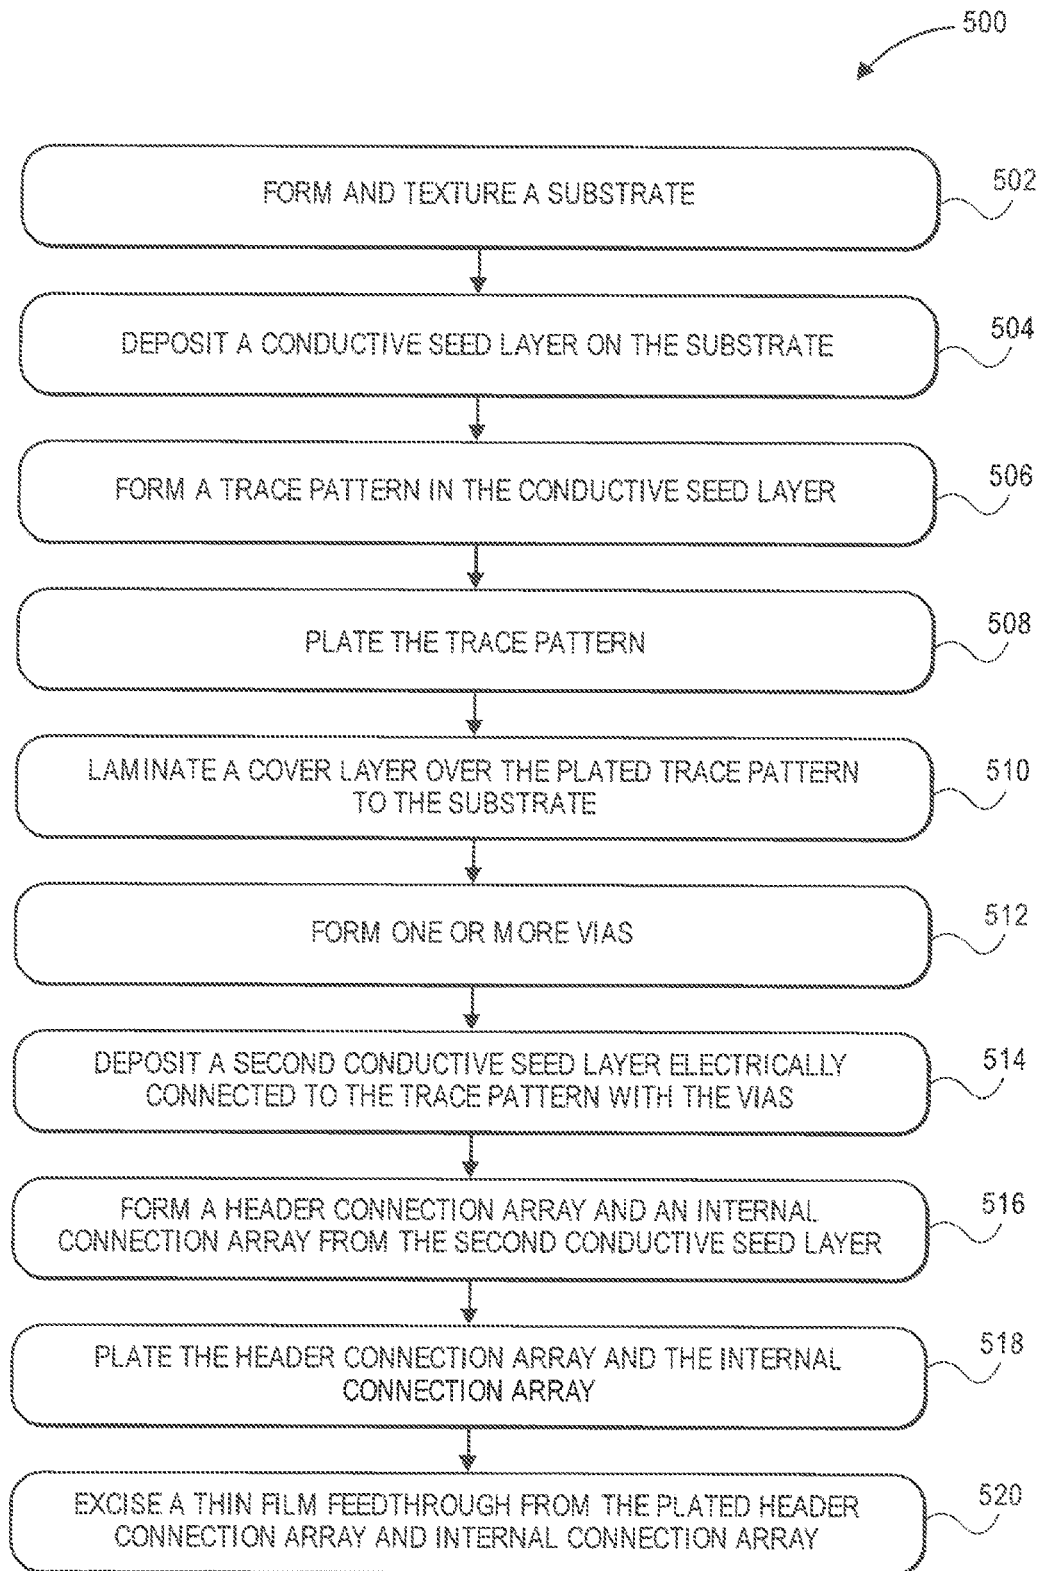 500
FORM AND TEXTURE A SUBSTRATE
502
DEPOSIT A CONDUCTIVE SEED LAYER ON THE SUBSTRATE
504
FORM A TRACE PATTERN IN THE CONDUCTIVE SEED LAYER
506
PLATE THE TRACE PATTERN
508
LAMINATE A COVER LAYER OVER THE PLATED TRACE PATTERN
TO THE SUBSTRATE
510
FORM ONE OR MORE VIAS
512
DEPOSIT A SECOND CONDUCTIVE SEED LAYER ELECTRICALLY
CONNECTED TO THE TRACE PATTERN WITH THE VIAS
514
FORM A HEADER CONNECTION ARRAY AND AN INTERNAL
CONNECTION ARRAY FROM THE SECOND CONDUCTIVE SEED LAYER
516
PLATE THE HEADER CONNECTION ARRAY AND THE INTERNAL
CONNECTION ARRAY
518
EXCISE A THIN FILM FEEDTHROUGH FROM THE PLATED HEADER
CONNECTION ARRAY AND INTERNAL CONNECTION ARRAY
520